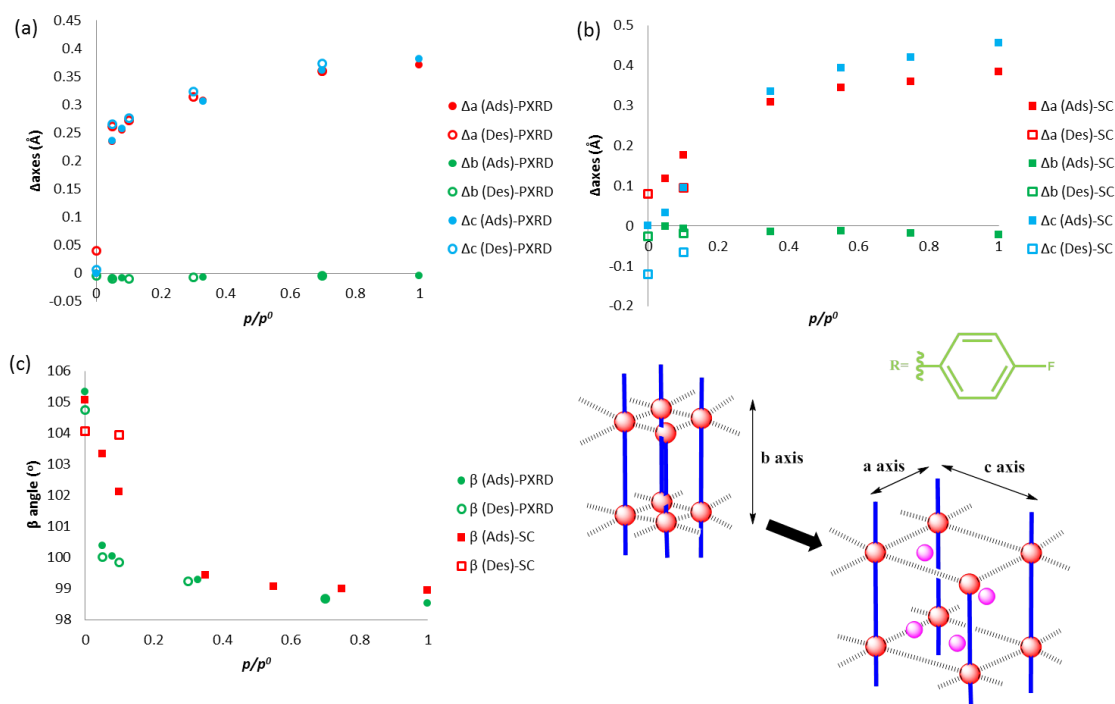 (a)
0.45
0.4
0.35
0.3
0.25
0.2
0.15
0.1
0.05
0
-0.05
Δaxes (Å)
0
0.2
0.4
0.6
0.8
1
p/p⁰
Δa (Ads)-PXRD
Δa (Des)-PXRD
Δb (Ads)-PXRD
Δb (Des)-PXRD
Δc (Ads)-PXRD
Δc (Des)-PXRD
(b)
0.5
0.4
0.3
0.2
0.1
0
-0.1
-0.2
Δaxes (Å)
0
0.2
0.4
0.6
0.8
1
p/p⁰
Δa (Ads)-SC
Δa (Des)-SC
Δb (Ads)-SC
Δb (Des)-SC
Δc (Ads)-SC
Δc (Des)-SC
(c)
106
105
104
103
102
101
100
99
98
β angle (°)
0
0.2
0.4
0.6
0.8
1
p/p⁰
β (Ads)-PXRD
β (Des)-PXRD
β (Ads)-SC
β (Des)-SC
R=
F
b axis
a axis
c axis